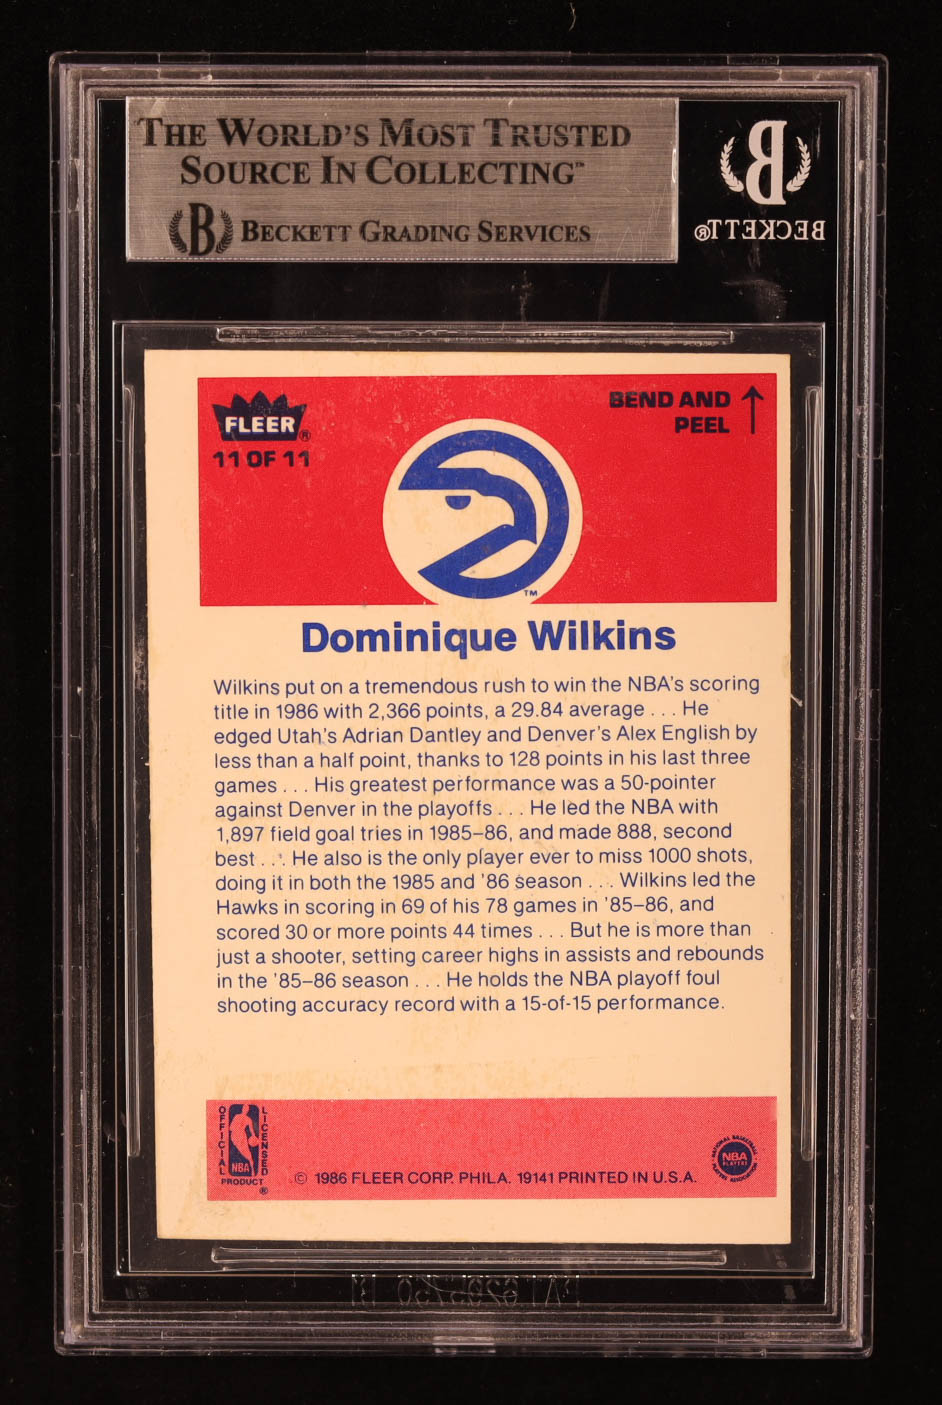 THE WORLD'S MOST TRUSTED
SOURCE IN COLLECTING™
B BECKETT GRADING SERVICES
B
BECKETT®
FLEER®
11 OF 11
BEND AND
PEEL
TM
Dominique Wilkins
Wilkins put on a tremendous rush to win the NBA's scoring
title in 1986 with 2,366 points, a 29.84 average . . . He
edged Utah's Adrian Dantley and Denver's Alex English by
less than a half point, thanks to 128 points in his last three
games . . . His greatest performance was a 50-pointer
against Denver in the playoffs . . . He led the NBA with
1,897 field goal tries in 1985–86, and made 888, second
best . . . He also is the only player ever to miss 1000 shots,
doing it in both the 1985 and '86 season . . . Wilkins led the
Hawks in scoring in 69 of his 78 games in '85–86, and
scored 30 or more points 44 times . . . But he is more than
just a shooter, setting career highs in assists and rebounds
in the '85–86 season . . . He holds the NBA playoff foul
shooting accuracy record with a 15-of-15 performance.
OFFICIAL
LICENSED
NBA
PRODUCT®
© 1986 FLEER CORP. PHILA. 19141 PRINTED IN U.S.A.
NATIONAL BASKETBALL
NBA
PLAYERS
PLAYERS ASSOCIATION